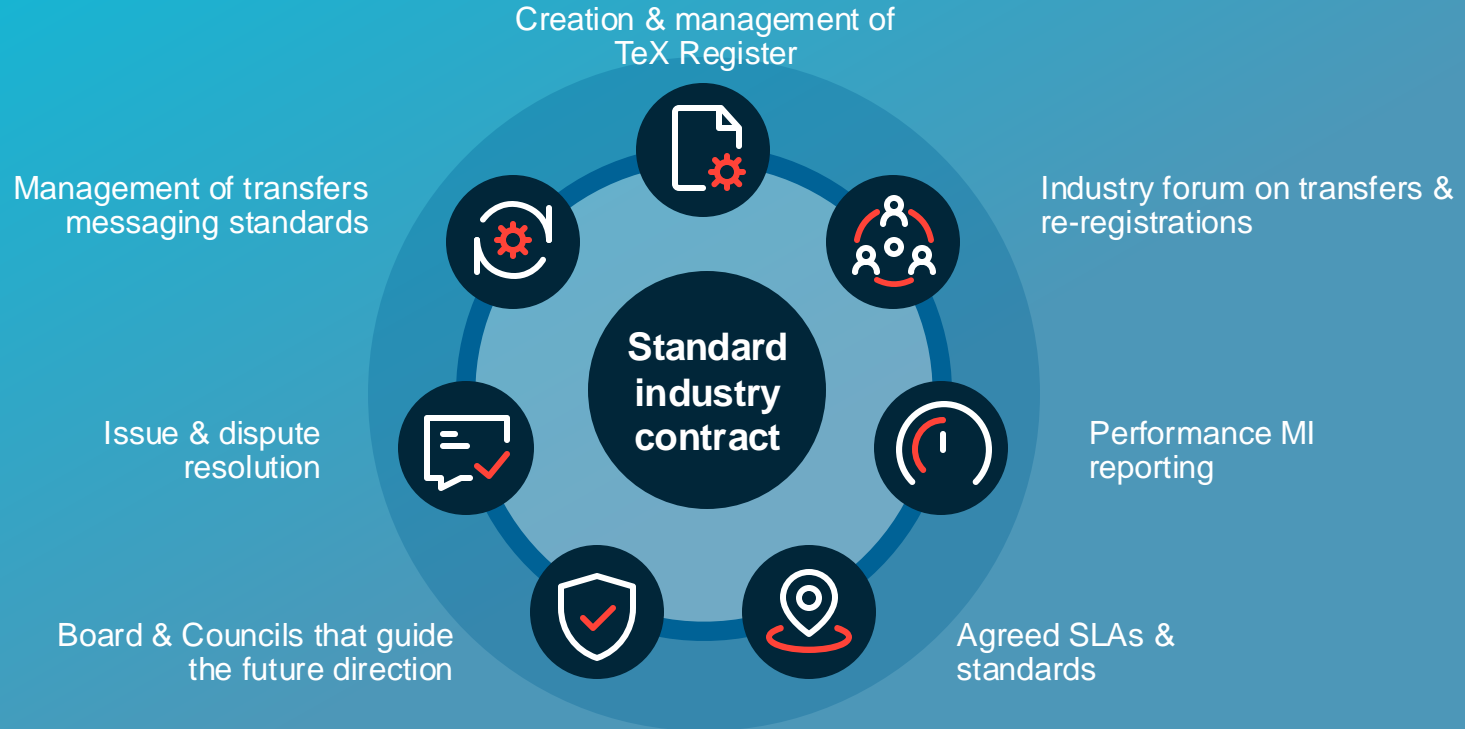 Creation & management of
TeX Register
Management of transfers
messaging standards
Industry forum on transfers &
re-registrations
Standard
industry
contract
Issue & dispute
resolution
Performance MI
reporting
Board & Councils that guide
the future direction
Agreed SLAs &
standards